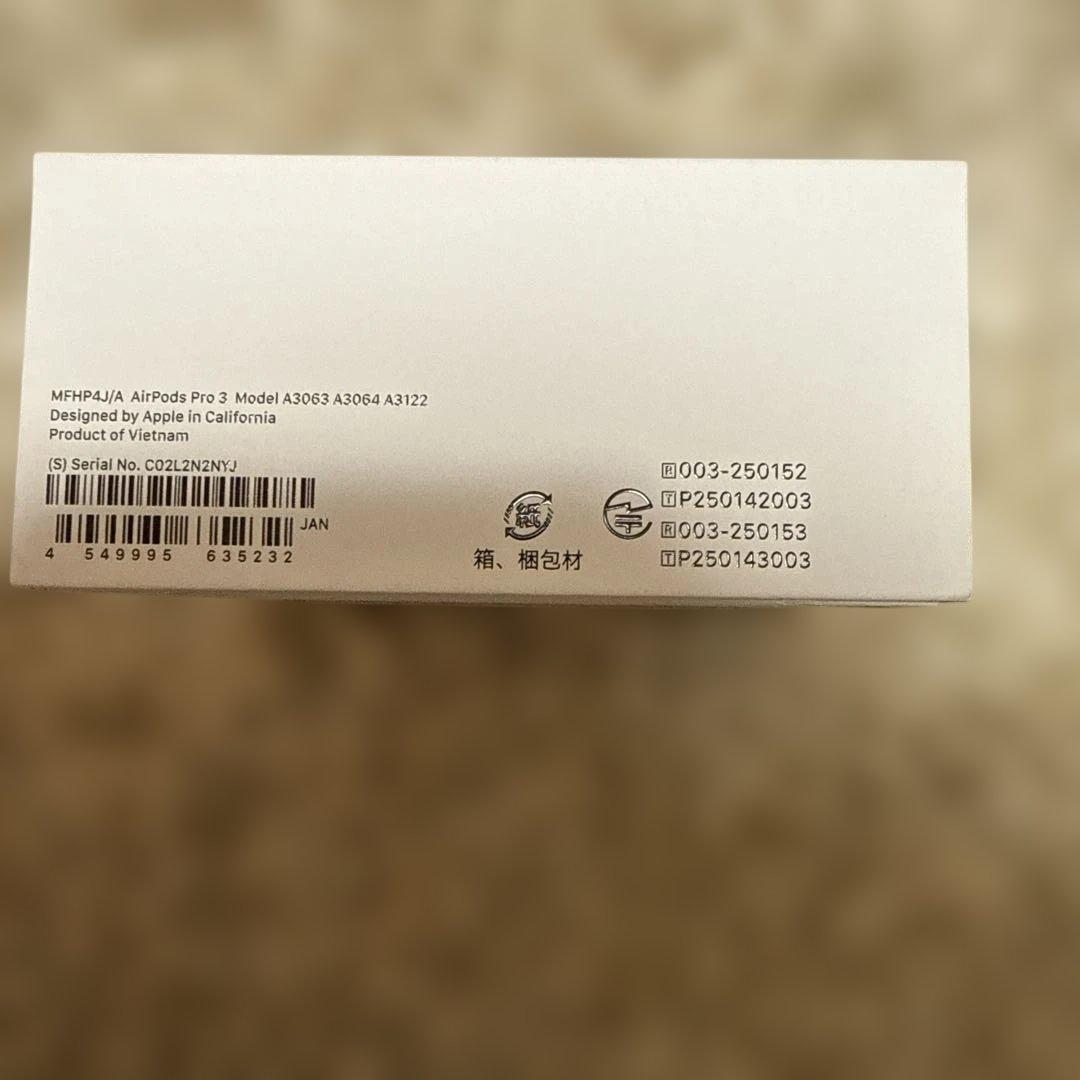 MFHP4J/A AirPods Pro 3 Model A3063 A3064 A3122
Designed by Apple in California
Product of Vietnam
(S) Serial No. C02L2N2NYJ
JAN
4 549995 635232
紙
箱、梱包材
R003-250152
TP250142003
R003-250153
TP250143003